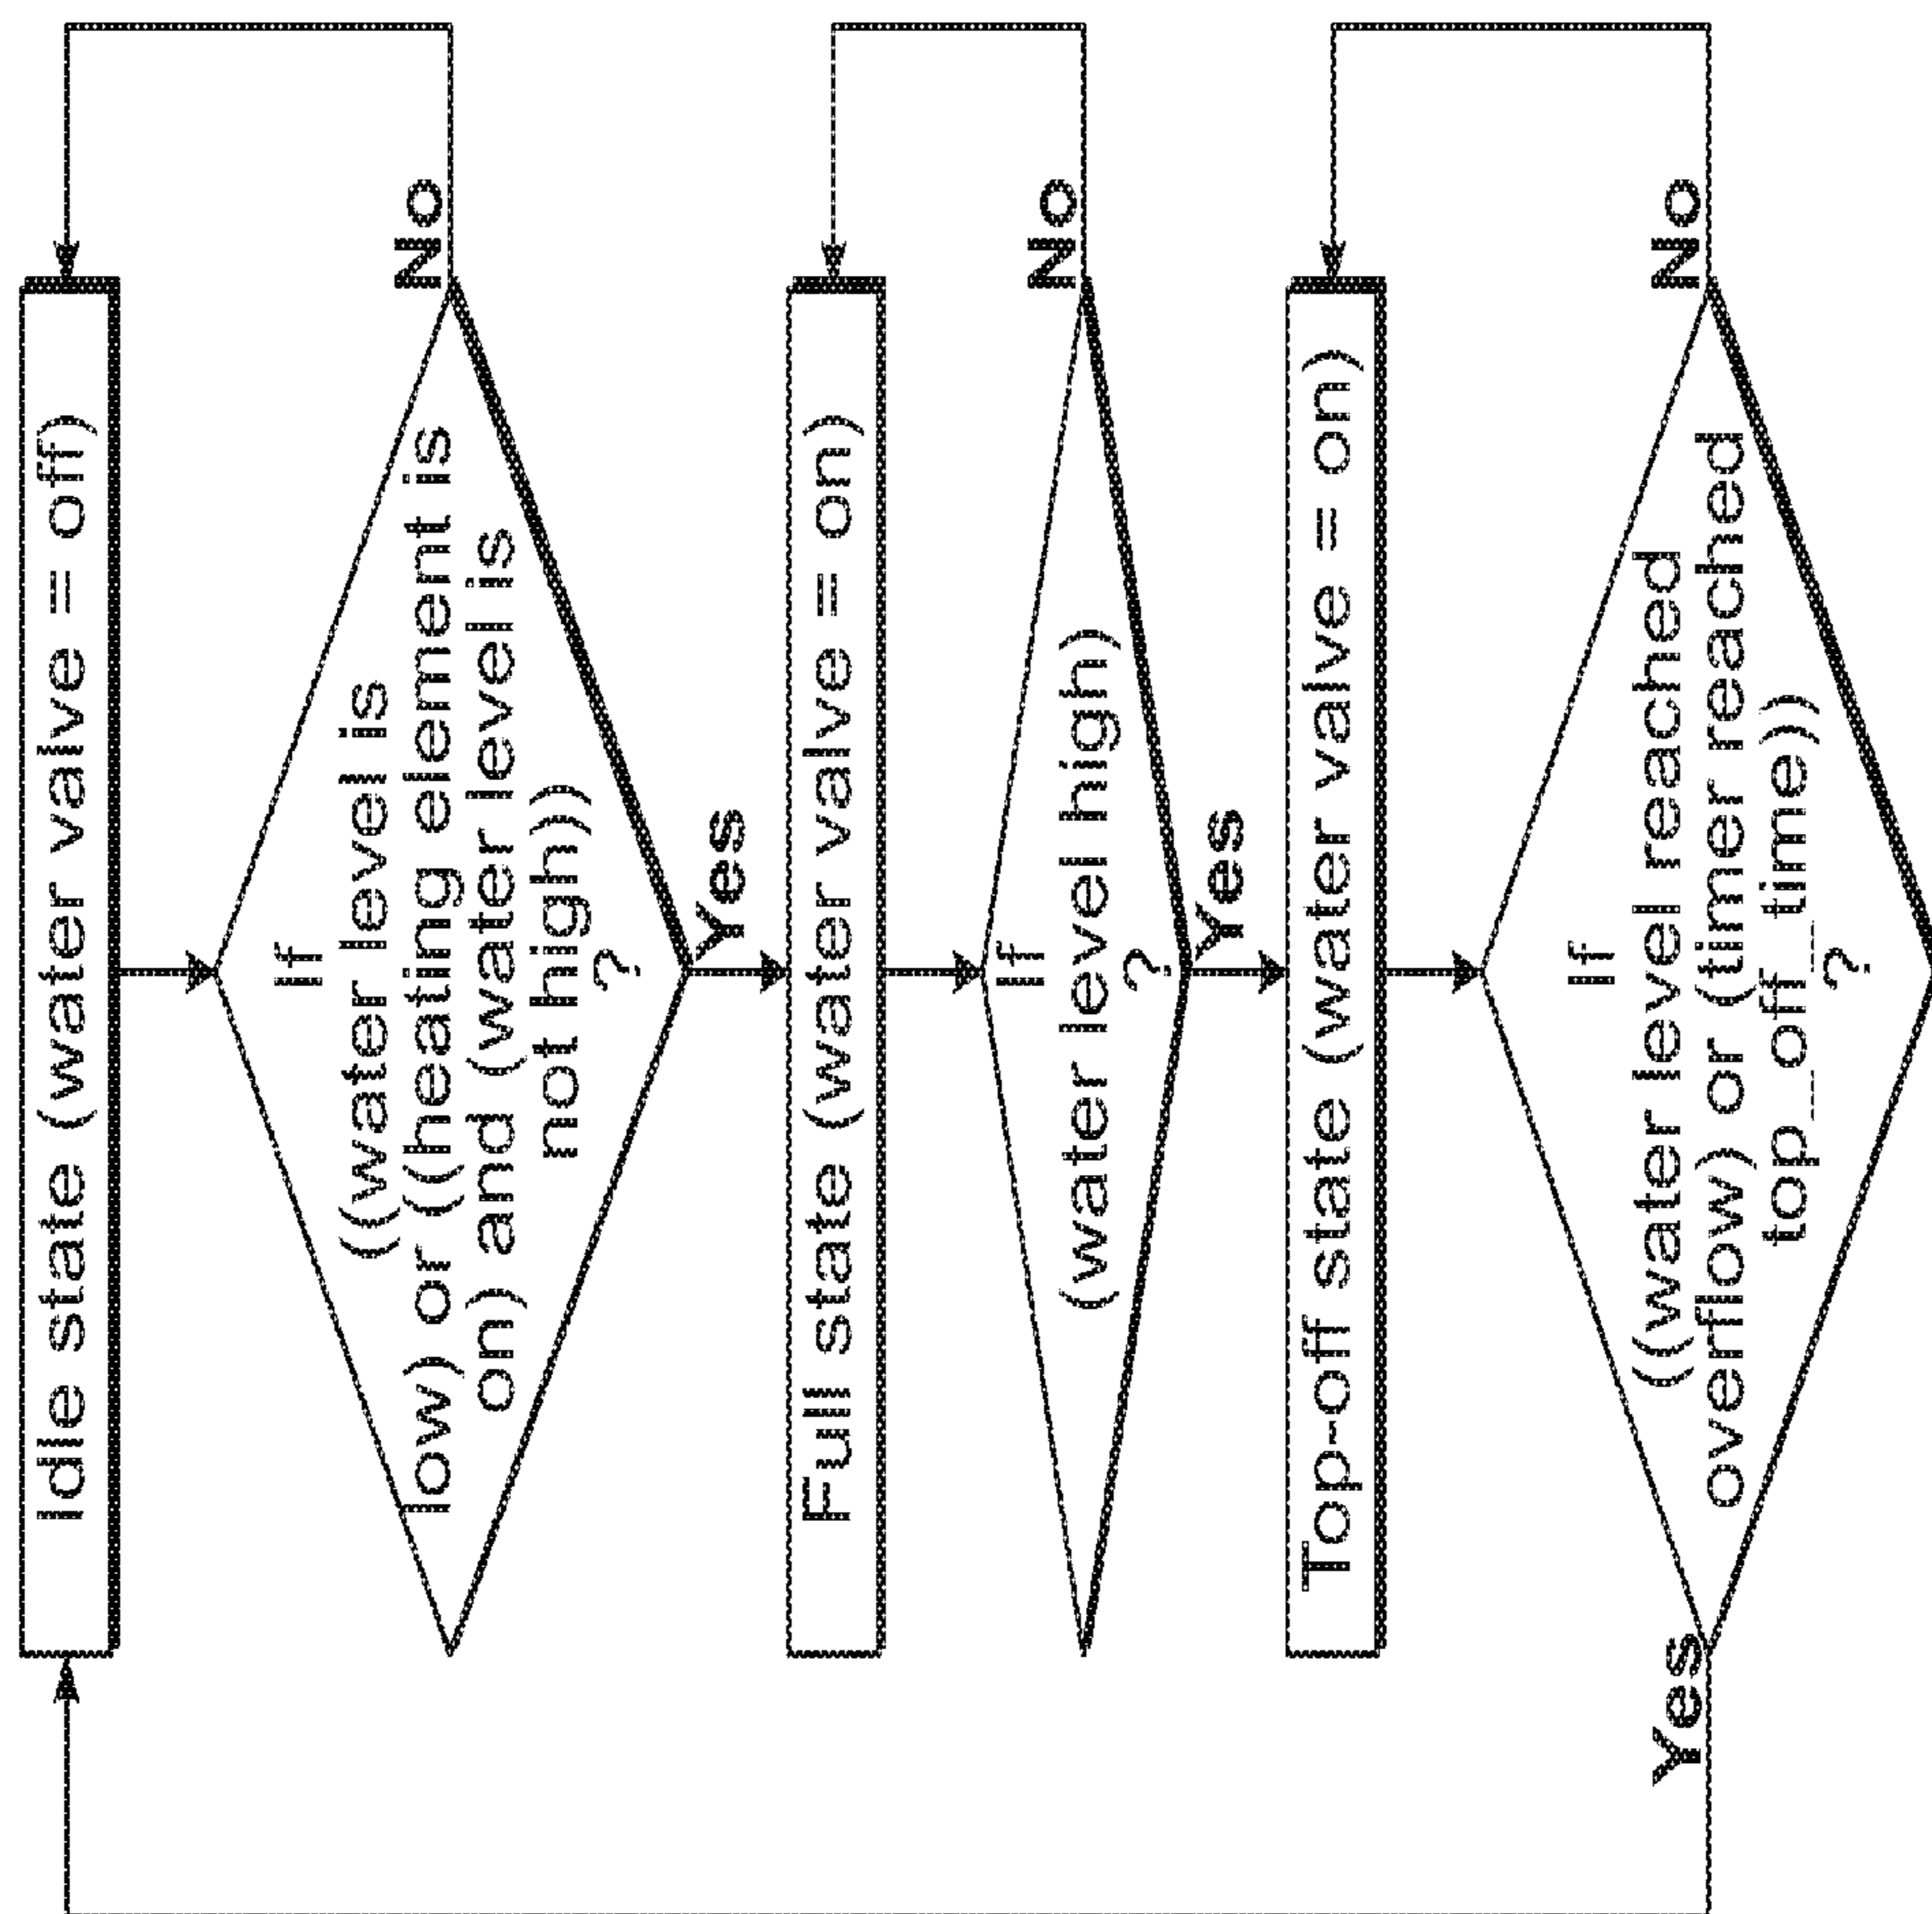 Idle state (water valve = off)
If
((water level is
low) or ((heating element is
on) and (water level is
not high))
?
No
Yes
Full state (water valve = on)
If
(water level high)
?
No
Yes
Top-off state (water valve = on)
If
((water level reached
overflow) or (timer reached
top_off_time))
?
No
Yes